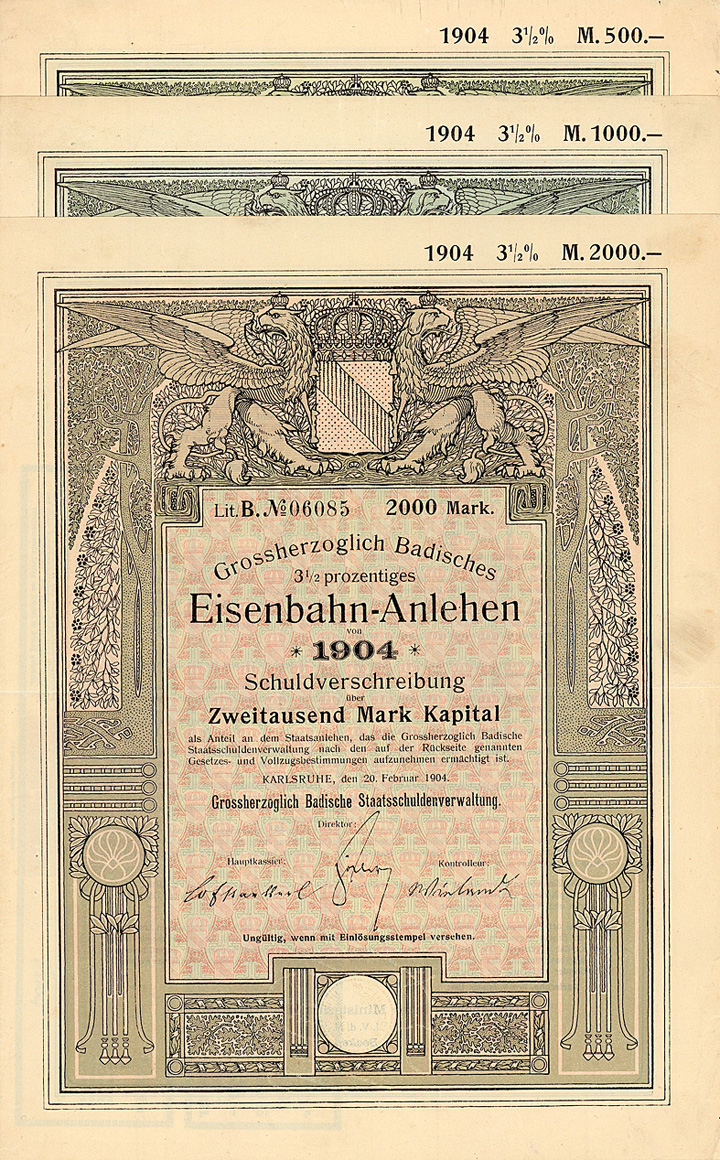 1904 3½% M. 500.—
1904 3½% M. 1000.—
1904 3½% M. 2000.—
Lit. B. № 06085 2000 Mark.
Grossherzoglich Badisches
3½ prozentiges
Eisenbahn-Anlehen
von
* 1904 *
Schuldverschreibung
über
Zweitausend Mark Kapital
als Anteil an dem Staatsanlehen, das die Grossherzoglich Badische
Staatsschuldenverwaltung nach den auf der Rückseite genannten
Gesetzes- und Vollzugsbestimmungen aufzunehmen ermächtigt ist.
KARLSRUHE, den 20. Februar 1904.
Grossherzoglich Badische Staatsschuldenverwaltung.
Direktor:
Hauptkassier: Kontrolleur:
Ungültig, wenn mit Einlösungsstempel versehen.